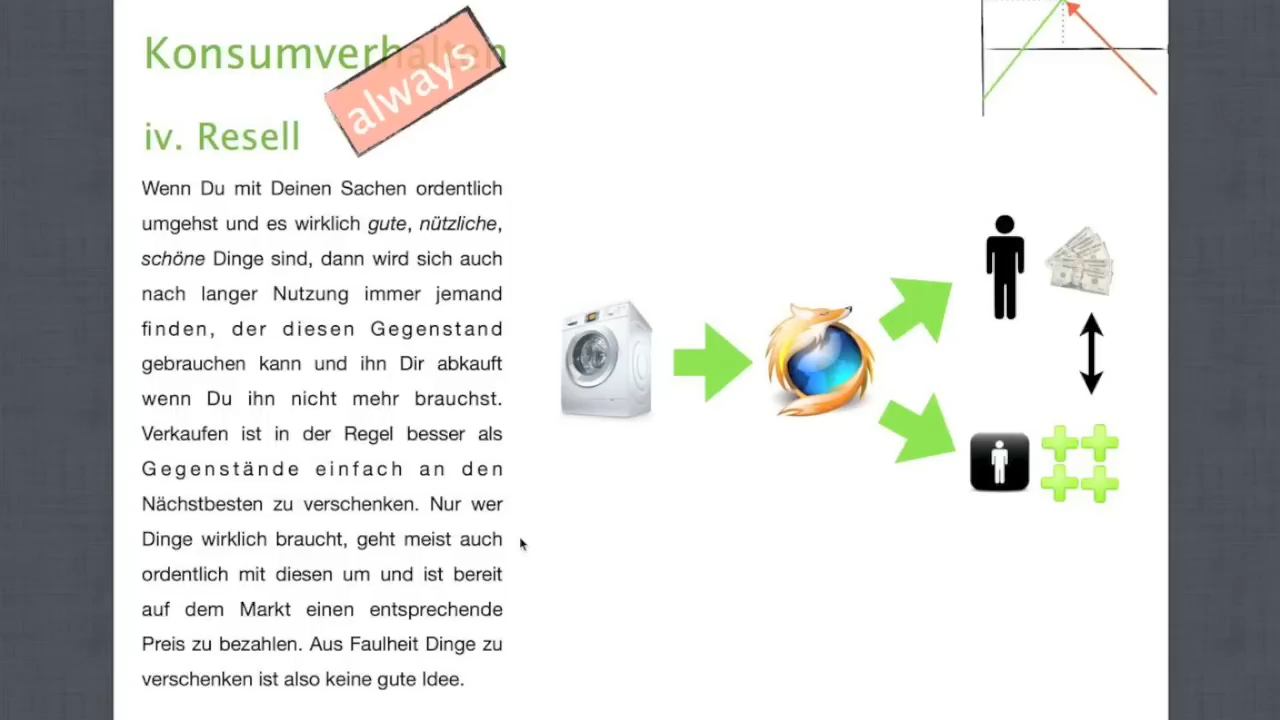 Konsumverhalten
always
iv. Resell
Wenn Du mit Deinen Sachen ordentlich
umgehst und es wirklich gute, nützliche,
schöne Dinge sind, dann wird sich auch
nach langer Nutzung immer jemand
finden, der diesen Gegenstand
gebrauchen kann und ihn Dir abkauft
wenn Du ihn nicht mehr brauchst.
Verkaufen ist in der Regel besser als
Gegenstände einfach an den
Nächstbesten zu verschenken. Nur wer
Dinge wirklich braucht, geht meist auch
ordentlich mit diesen um und ist bereit
auf dem Markt einen entsprechende
Preis zu bezahlen. Aus Faulheit Dinge zu
verschenken ist also keine gute Idee.